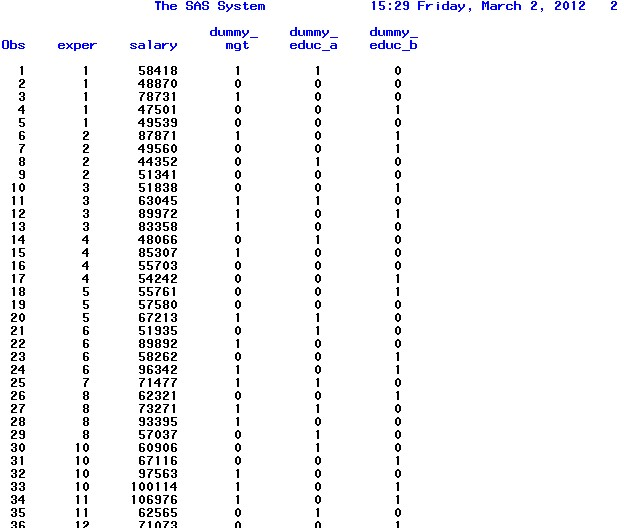 The SAS System 15:29 Friday, March 2, 2012 2
dummy_ dummy_ dummy_
Obs exper salary mgt educ_a educ_b
1 1 58418 1 1 0
2 1 48870 0 0 0
3 1 78731 1 0 0
4 1 47501 0 0 1
5 1 49539 0 0 0
6 2 87871 1 0 1
7 2 49560 0 0 1
8 2 44352 0 1 0
9 2 51341 0 0 0
10 3 51838 0 0 1
11 3 63045 1 1 0
12 3 89972 1 0 1
13 3 83358 1 0 0
14 4 48066 0 1 0
15 4 85307 1 0 0
16 4 55703 0 0 0
17 4 54242 0 0 1
18 5 55761 0 0 1
19 5 57580 0 0 0
20 5 67213 1 1 0
21 6 51935 0 1 0
22 6 89892 1 0 0
23 6 58262 0 0 1
24 6 96342 1 0 1
25 7 71477 1 1 0
26 8 62321 0 0 1
27 8 73271 1 1 0
28 8 93395 1 0 0
29 8 57037 0 1 0
30 10 60906 0 1 0
31 10 67116 0 0 1
32 10 97563 1 0 0
33 10 100114 1 0 1
34 11 106976 1 0 1
35 11 62565 0 1 0
36 12 71073 0 0 1